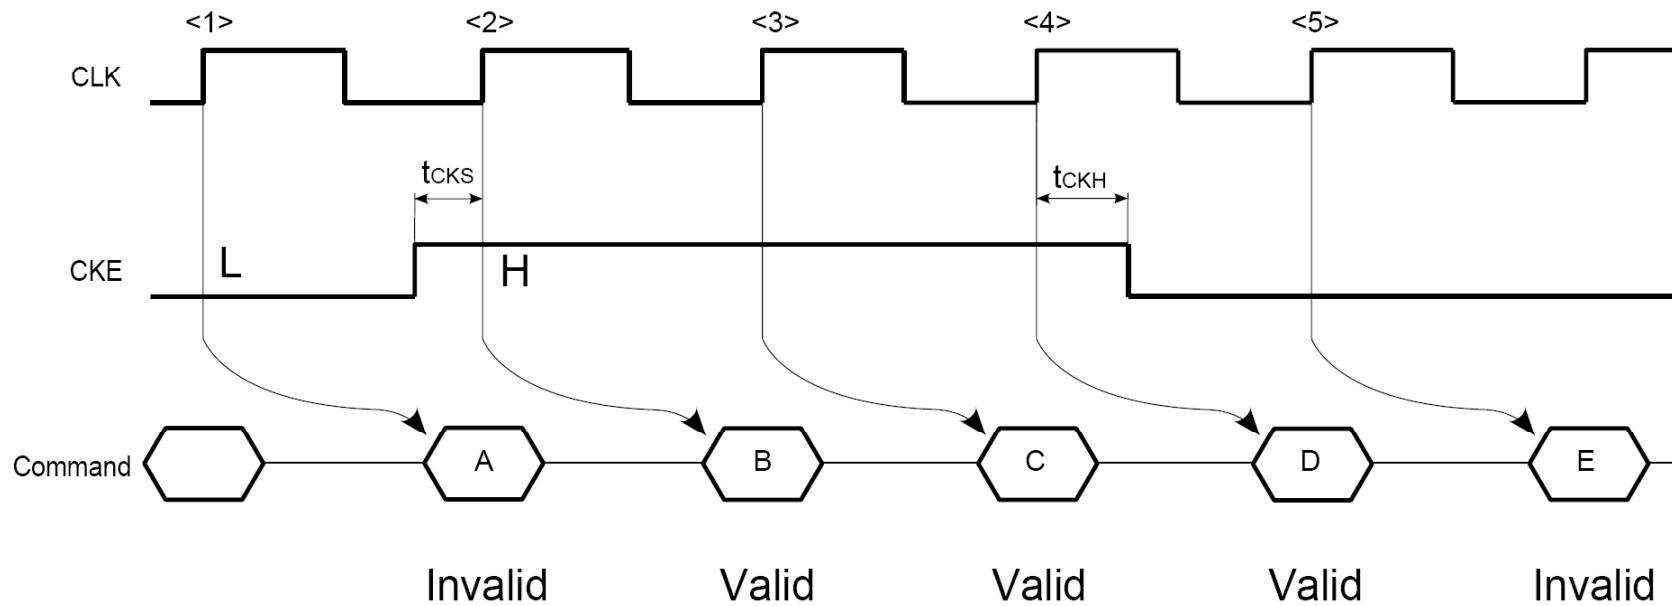 <1> <2> <3> <4> <5>
CLK
tCKS tCKH
L H
CKE
Command A B C D E
Invalid Valid Valid Valid Invalid